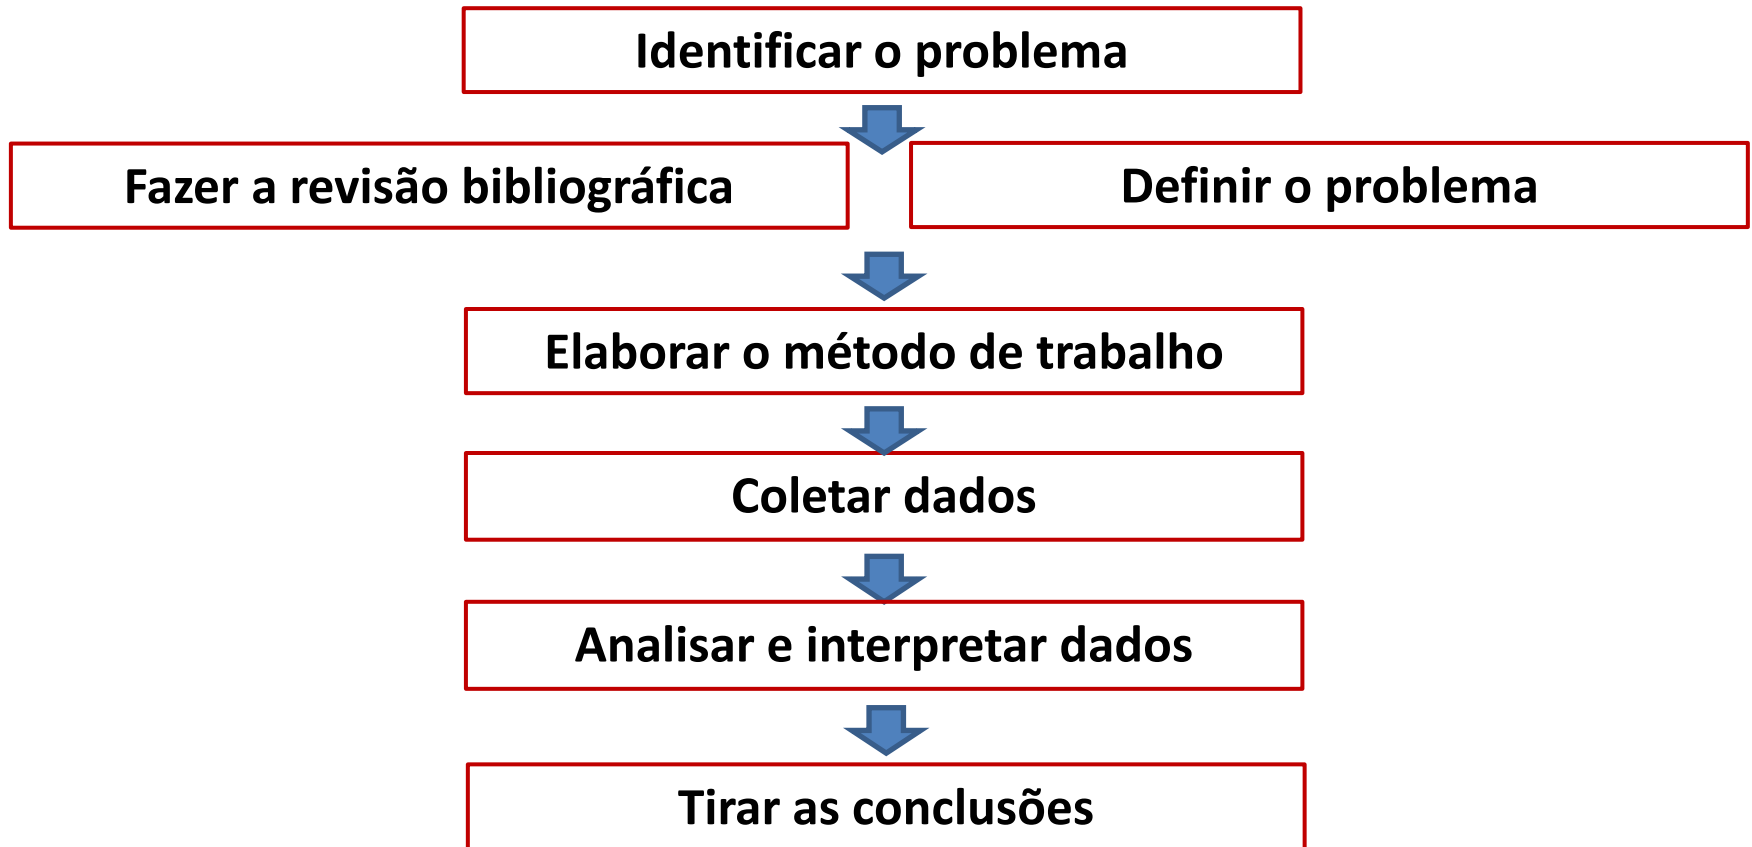 Identificar o problema
Fazer a revisão bibliográfica
Definir o problema
Elaborar o método de trabalho
Coletar dados
Analisar e interpretar dados
Tirar as conclusões